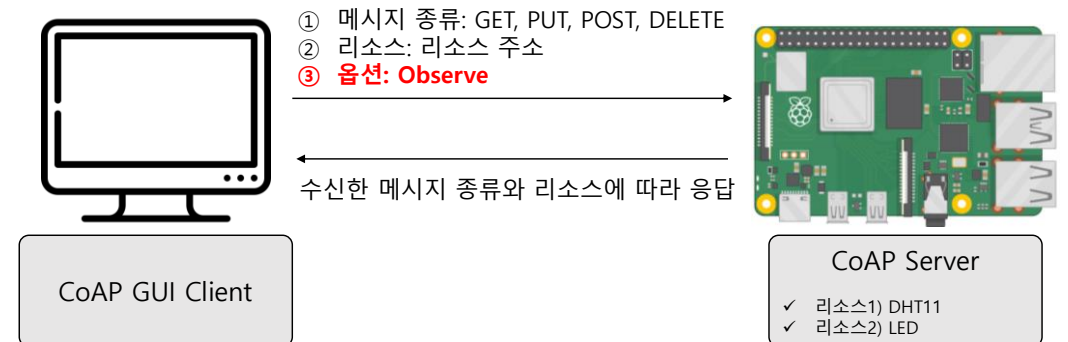 ① 메시지 종류: GET, PUT, POST, DELETE
② 리소스: 리소스 주소
③ 옵션: Observe
수신한 메시지 종류와 리소스에 따라 응답
CoAP GUI Client
CoAP Server
✓ 리소스1) DHT11
✓ 리소스2) LED